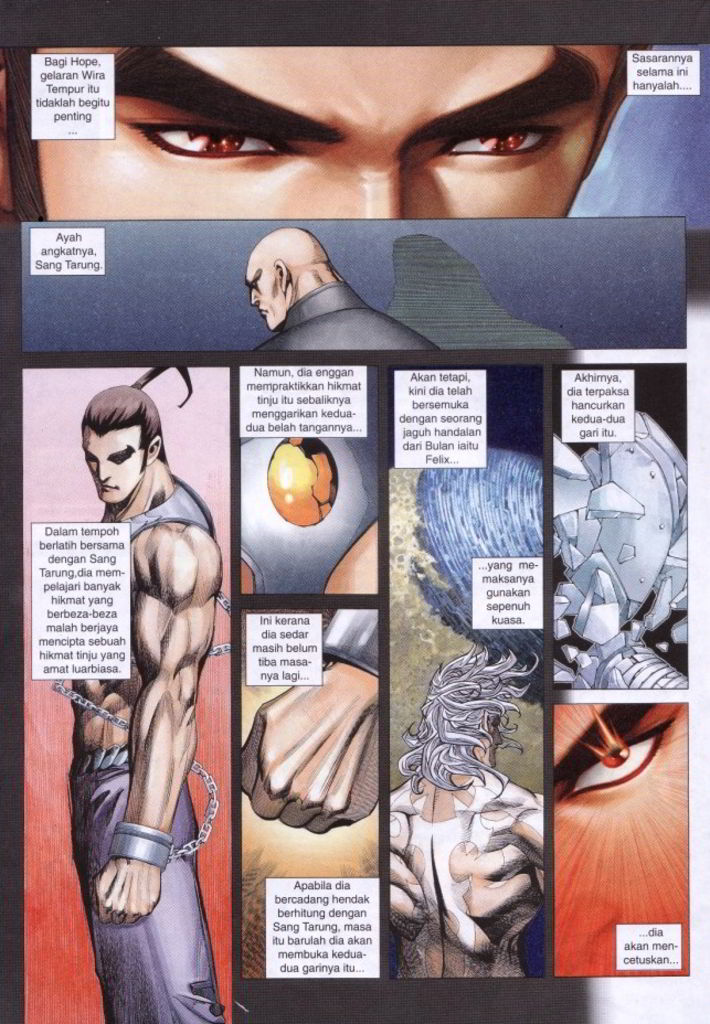 Bagi Hope,
gelaran Wira
Tempur itu
tidaklah begitu
penting
...
Sasarannya
selama ini
hanyalah....
Ayah
angkatnya,
Sang Tarung.
Dalam tempoh
berlatih bersama
dengan Sang
Tarung,dia mem-
pelajari banyak
hikmat yang
berbeza-beza
malah berjaya
mencipta sebuah
hikmat tinju yang
amat luarbiasa.
Namun, dia enggan
mempraktikkan hikmat
tinju itu sebaliknya
menggarikan kedua-
dua belah tangannya...
Ini kerana
dia sedar
masih belum
tiba masa-
nya lagi...
Apabila dia
bercadang hendak
berhitung dengan
Sang Tarung, masa
itu barulah dia akan
membuka kedua-
dua garinya itu...
Akan tetapi,
kini dia telah
bersemuka
dengan seorang
jaguh handalan
dari Bulan iaitu
Felix...
...yang me-
maksanya
gunakan
sepenuh
kuasa.
Akhirnya,
dia terpaksa
hancurkan
kedua-dua
gari itu.
...dia
akan men-
cetuskan...